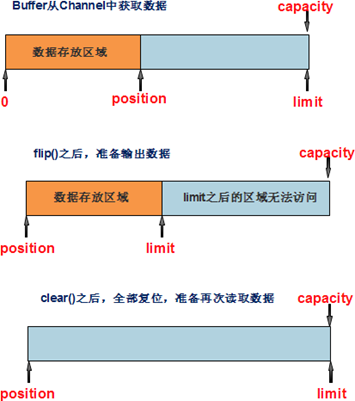 Buffer从Channel中获取数据
capacity
数据存放区域
0
position
limit
flip()之后，准备输出数据
capacity
数据存放区域
limit之后的区域无法访问
position
limit
clear()之后，全部复位，准备再次读取数据
capacity
position
limit